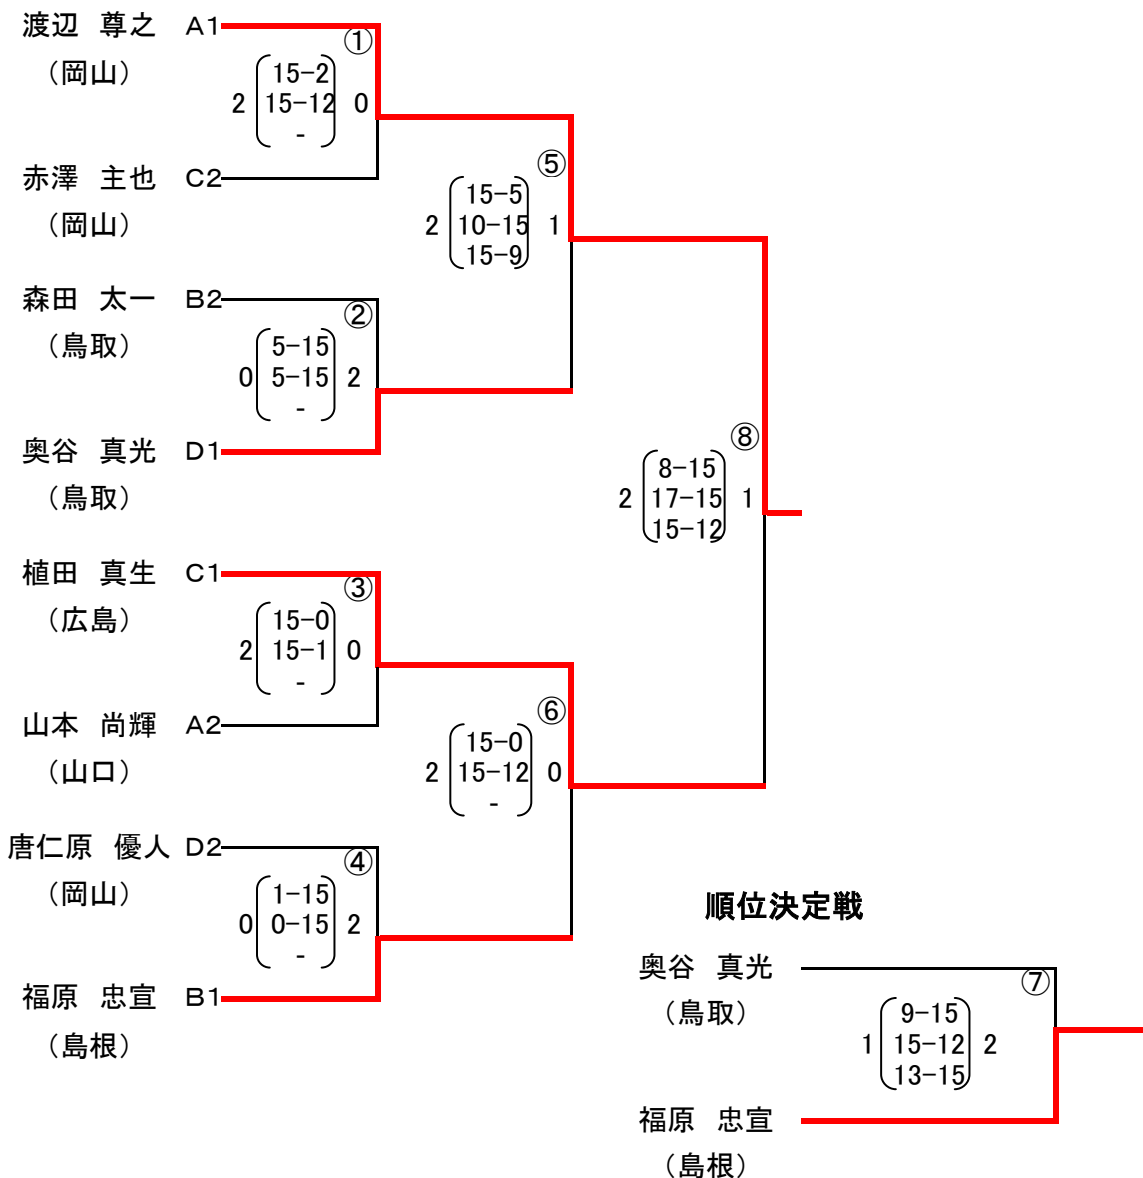 渡辺 尊之 A1
(岡山)
①
15-2
2 15-12 0
-
赤澤 主也 C2
(岡山)
⑤
15-5
2 10-15 1
15-9
森田 太一 B2
(鳥取)
②
5-15
0 5-15 2
-
奥谷 真光 D1
(鳥取)
⑧
8-15
2 17-15 1
15-12
植田 真生 C1
(広島)
③
15-0
2 15-1 0
-
山本 尚輝 A2
(山口)
⑥
15-0
2 15-12 0
-
唐仁原 優人 D2
(岡山)
④
1-15
0 0-15 2
-
福原 忠宣 B1
(島根)
順位決定戦
奥谷 真光
(鳥取)
⑦
9-15
1 15-12 2
13-15
福原 忠宣
(島根)